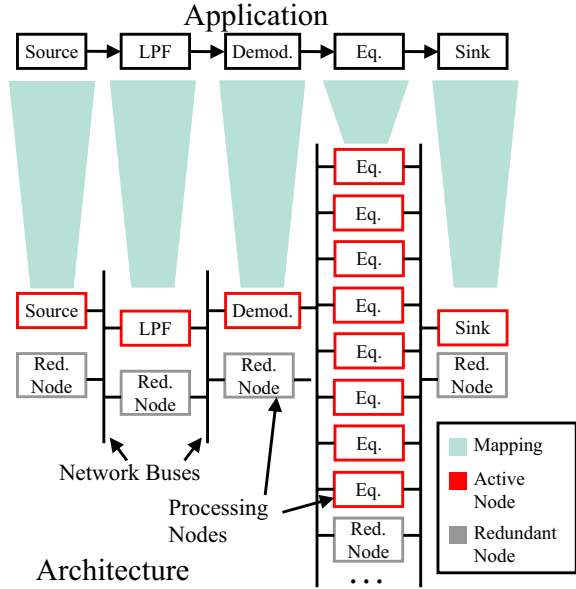 Application
Source
LPF
Demod.
Eq.
Sink
Eq.
Eq.
Eq.
Eq.
Eq.
Eq.
Eq.
Eq.
Source
LPF
Demod.
Sink
Red.
Node
Red.
Node
Red.
Node
Red.
Node
Red.
Node
...
Network Buses
Processing
Nodes
Architecture
Mapping
Active
Node
Redundant
Node